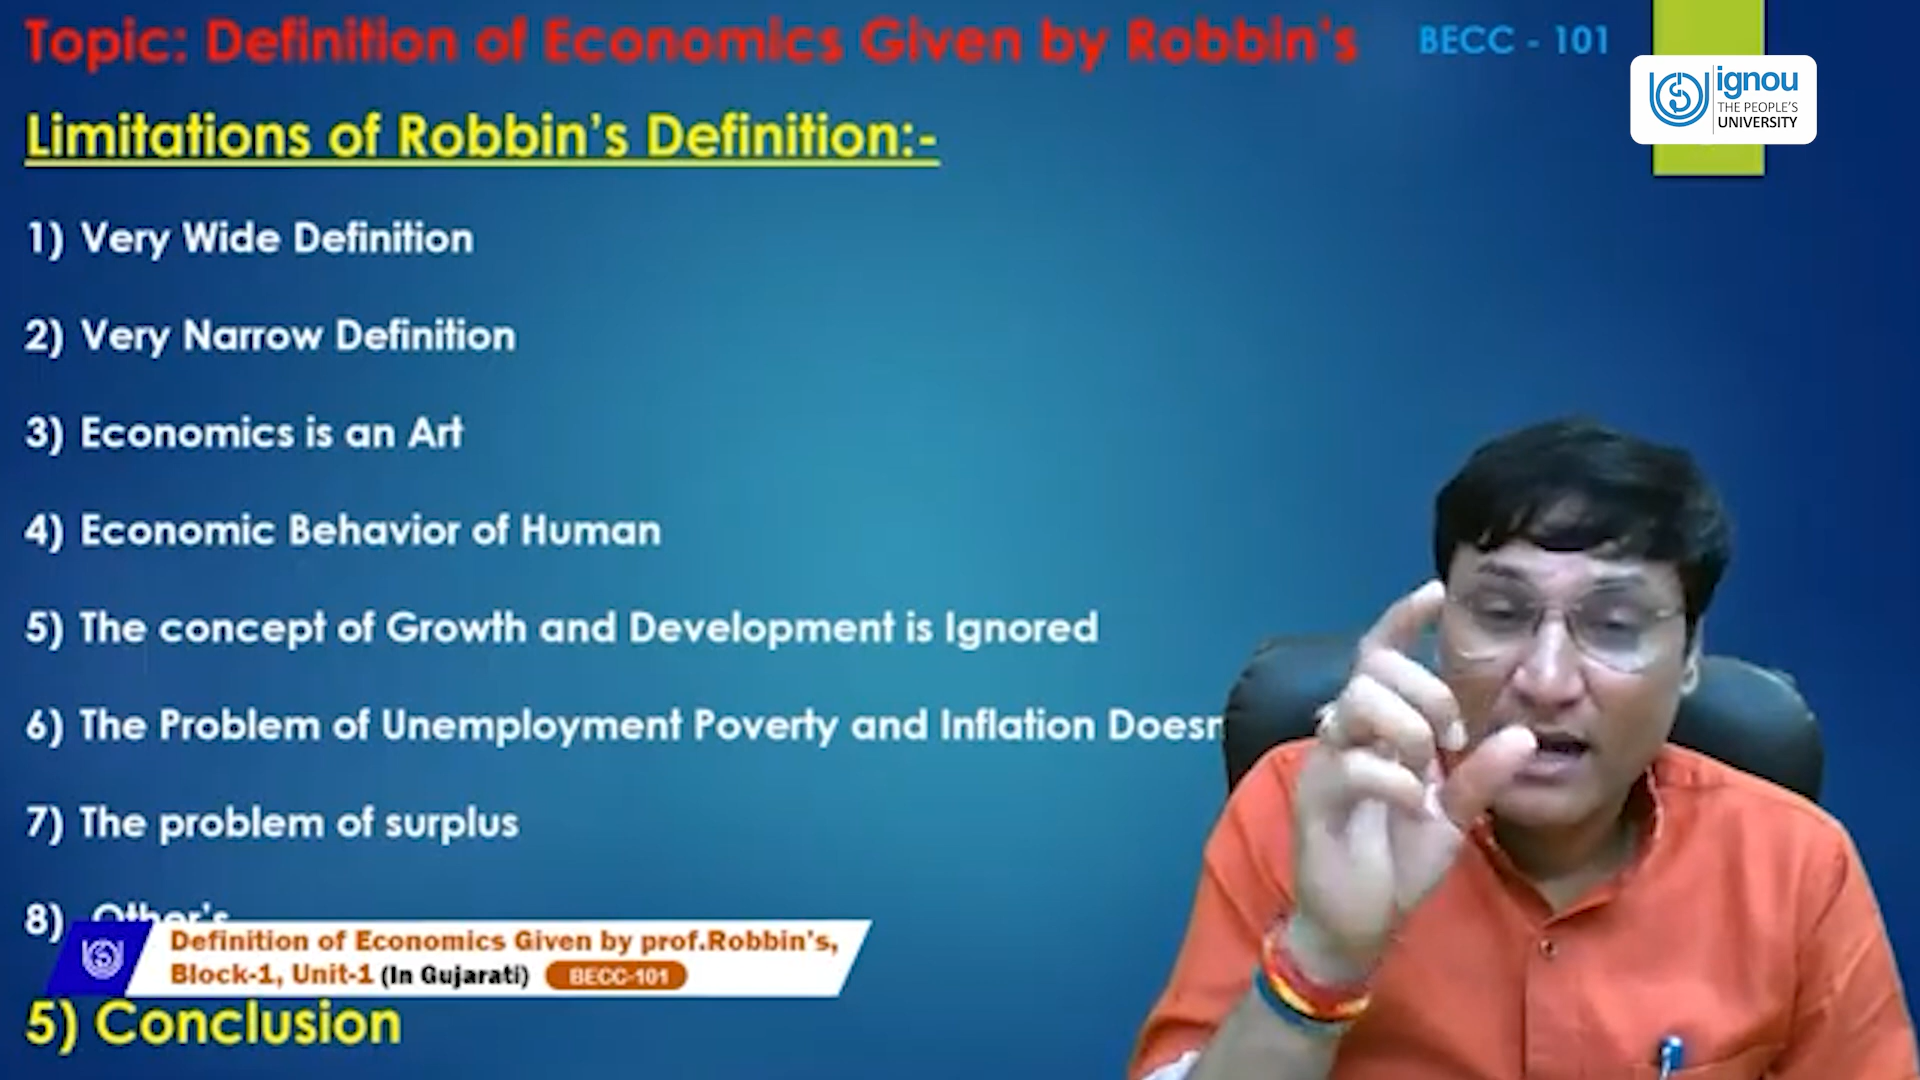 Topic: Definition of Economics Given by Robbin's
BECC - 101
ignou
THE PEOPLE'S
UNIVERSITY
Limitations of Robbin's Definition:-
1) Very Wide Definition
2) Very Narrow Definition
3) Economics is an Art
4) Economic Behavior of Human
5) The concept of Growth and Development is Ignored
6) The Problem of Unemployment Poverty and Inflation
7) The problem of surplus
8) Other's
Definition of Economics Given by prof.Robbin's,
Block-1, Unit-1 (In Gujarati) BECC-101
5) Conclusion